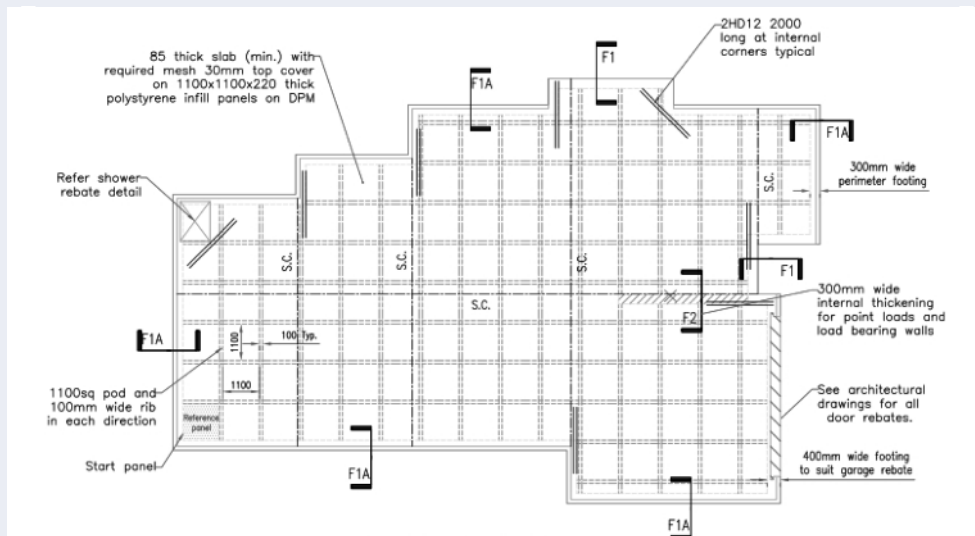 85 thick slab (min.) with
required mesh 30mm top cover
on 1100x1100x220 thick
polystyrene infill panels on DPM
2HD12 2000
long at internal
corners typical
F1
F1A
F1A
Refer shower
rebate detail
300mm wide
perimeter footing
S.C.
S.C.
S.C.
S.C.
S.C.
F1
F2
300mm wide
internal thickening
for point loads and
load bearing walls
F1A
1100
100 Typ.
1100
1100sq pod and
100mm wide rib
in each direction
Reference
panel
Start panel
See architectural
drawings for all
door rebates.
400mm wide footing
to suit garage rebate
F1A
F1A